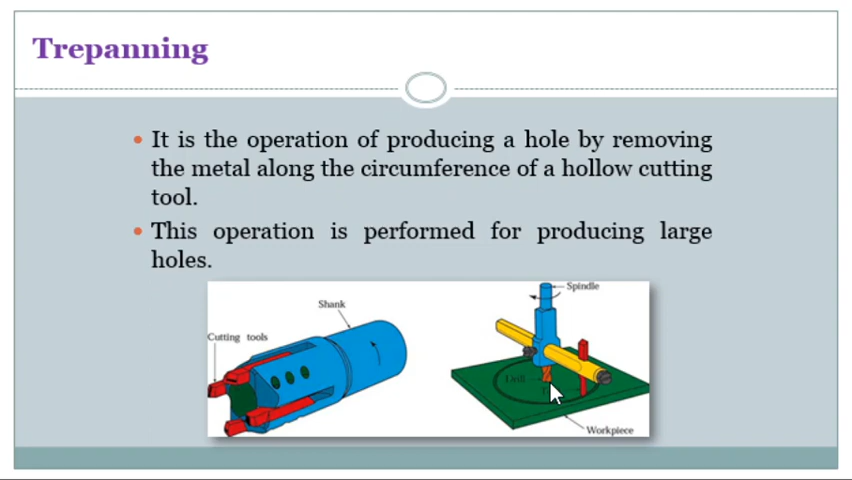 Trepanning
• It is the operation of producing a hole by removing
the metal along the circumference of a hollow cutting
tool.
• This operation is performed for producing large
holes.
Shank
Cutting tools
Spindle
Drill
Workpiece